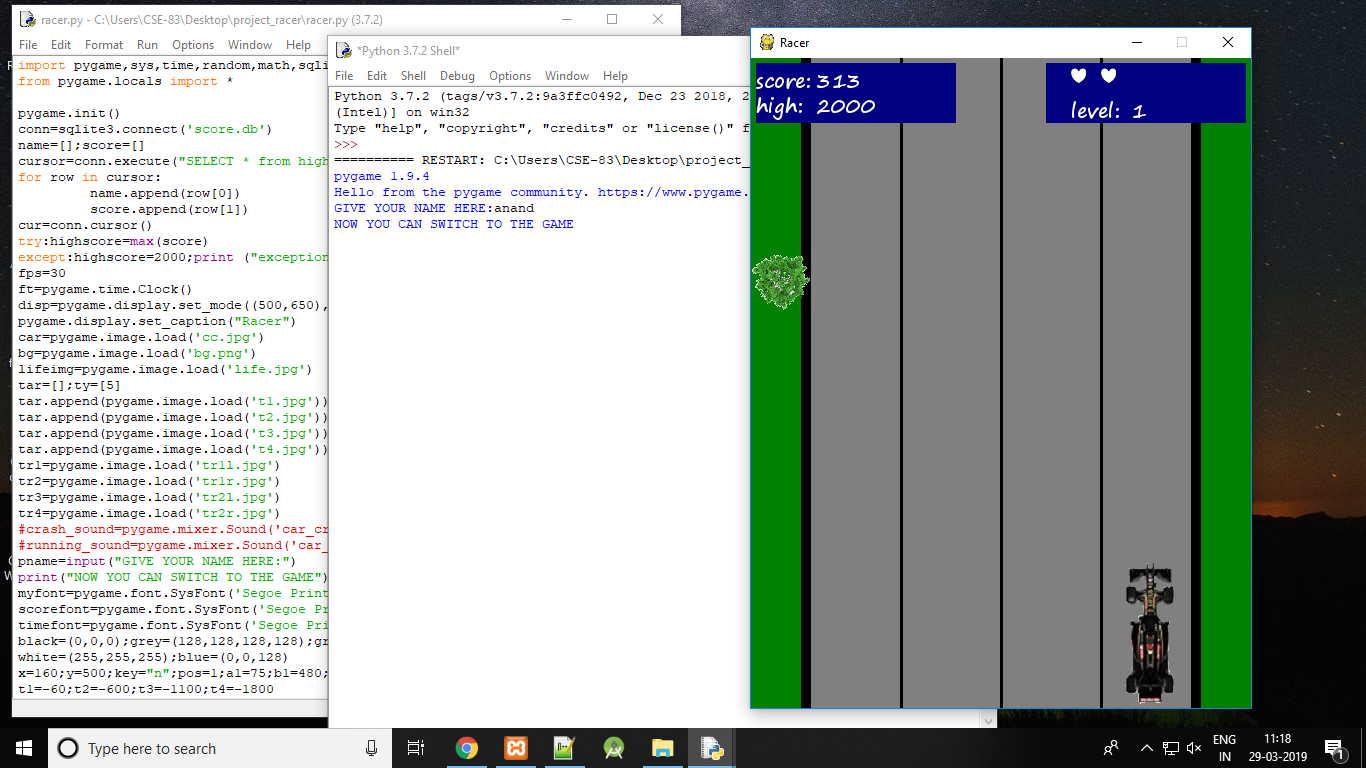 racer.py - C:\Users\CSE-83\Desktop\project_racer\racer.py (3.7.2)
File Edit Format Run Options Window Help
import pygame,sys,time,random,math,sqli
from pygame.locals import *
pygame.init()
conn=sqlite3.connect('score.db')
name=[];score=[]
cursor=conn.execute("SELECT * from high
for row in cursor:
name.append(row[0])
score.append(row[1])
cur=conn.cursor()
try:highscore=max(score)
except:highscore=2000;print ("exception
fps=30
ft=pygame.time.Clock()
disp=pygame.display.set_mode((500,650),
pygame.display.set_caption("Racer")
car=pygame.image.load('cc.jpg')
bg=pygame.image.load('bg.png')
lifeimg=pygame.image.load('life.jpg')
tar=[];ty=[5]
tar.append(pygame.image.load('t1.jpg'))
tar.append(pygame.image.load('t2.jpg'))
tar.append(pygame.image.load('t3.jpg'))
tar.append(pygame.image.load('t4.jpg'))
tr1=pygame.image.load('tr1l.jpg')
tr2=pygame.image.load('tr1r.jpg')
tr3=pygame.image.load('tr2l.jpg')
tr4=pygame.image.load('tr2r.jpg')
#crash_sound=pygame.mixer.Sound('car_cr
#running_sound=pygame.mixer.Sound('car_
pname=input("GIVE YOUR NAME HERE:")
print("NOW YOU CAN SWITCH TO THE GAME")
myfont=pygame.font.SysFont('Segoe Print
scorefont=pygame.font.SysFont('Segoe Pr
timefont=pygame.font.SysFont('Segoe Pri
black=(0,0,0);grey=(128,128,128);gr
white=(255,255,255);blue=(0,0,128)
x=160;y=500;key="n";pos=1;a1=75;b1=480;
t1=-60;t2=-600;t3=-1100;t4=-1800
*Python 3.7.2 Shell*
File Edit Shell Debug Options Window Help
Python 3.7.2 (tags/v3.7.2:9a3ffc0492, Dec 23 2018, 2
(Intel)] on win32
Type "help", "copyright", "credits" or "license()" f
>>>
========== RESTART: C:\Users\CSE-83\Desktop\project_
pygame 1.9.4
Hello from the pygame community. https://www.pygame.
GIVE YOUR NAME HERE:anand
NOW YOU CAN SWITCH TO THE GAME
Racer
score: 313
high: 2000
level: 1
Type here to search
ENG
IN
11:18
29-03-2019
1